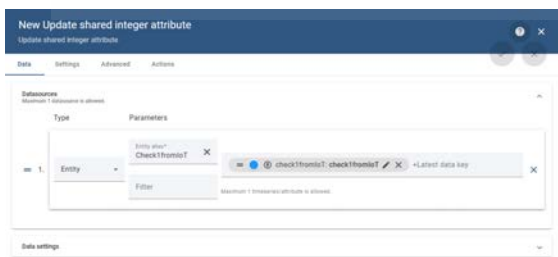 New Update shared integer attribute
Update shared integer attribute
Data Settings Advanced Actions
Datasources
Maximum 1 datasource is allowed.
Type Parameters
Entity alias*
Check1fromIoT
1. Entity
check1fromIoT: check1fromIoT +Latest data key
Filter
Maximum 1 timeseries/attribute is allowed.
Data settings